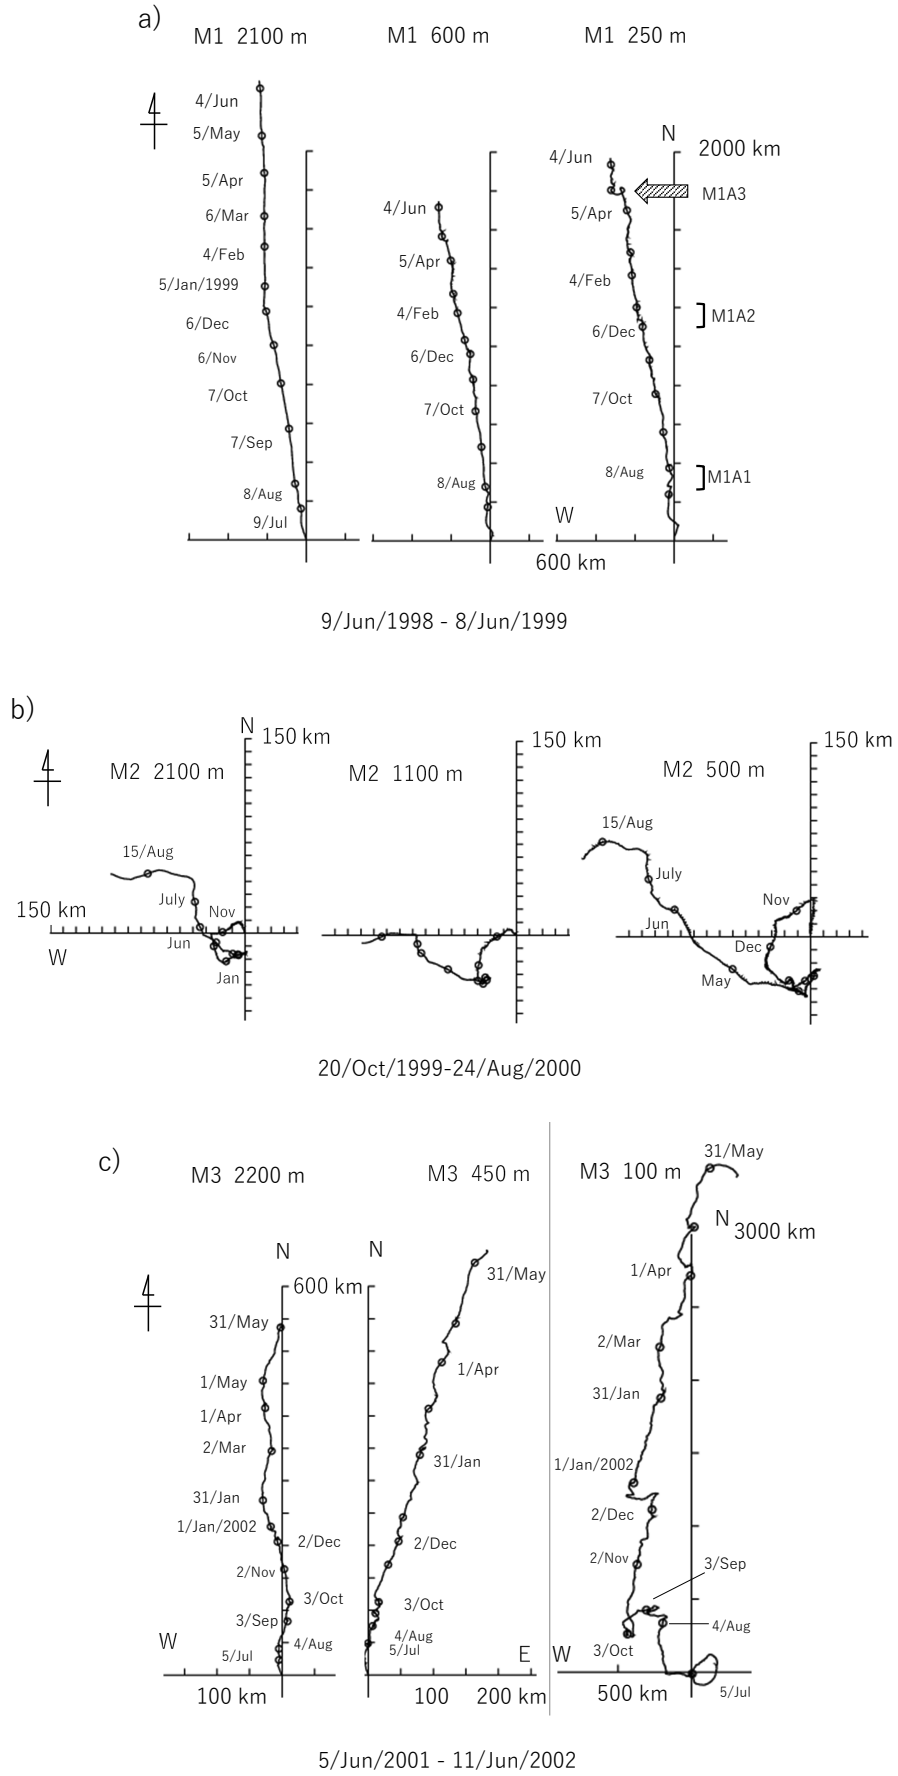 a)
M1 2100 m
M1 600 m
M1 250 m
4/Jun
5/May
5/Apr
6/Mar
4/Feb
5/Jan/1999
6/Dec
6/Nov
7/Oct
7/Sep
8/Aug
9/Jul
4/Jun
5/Apr
4/Feb
6/Dec
7/Oct
8/Aug
N
2000 km
4/Jun
M1A3
5/Apr
4/Feb
M1A2
6/Dec
7/Oct
8/Aug
M1A1
W
600 km
9/Jun/1998 - 8/Jun/1999
b)
N
150 km
M2 2100 m
15/Aug
July
Nov
150 km
Jun
W
Jan
150 km
M2 1100 m
150 km
M2 500 m
15/Aug
July
Nov
Jun
Dec
May
20/Oct/1999-24/Aug/2000
c)
M3 2200 m
M3 450 m
M3 100 m
N
600 km
31/May
1/May
1/Apr
2/Mar
31/Jan
1/Jan/2002
2/Dec
2/Nov
3/Oct
3/Sep
4/Aug
5/Jul
W
100 km
N
31/May
1/Apr
31/Jan
2/Dec
3/Oct
4/Aug
5/Jul
E
100
200 km
31/May
N
3000 km
1/Apr
2/Mar
31/Jan
1/Jan/2002
2/Dec
2/Nov
3/Sep
4/Aug
3/Oct
W
500 km
5/Jul
5/Jun/2001 - 11/Jun/2002